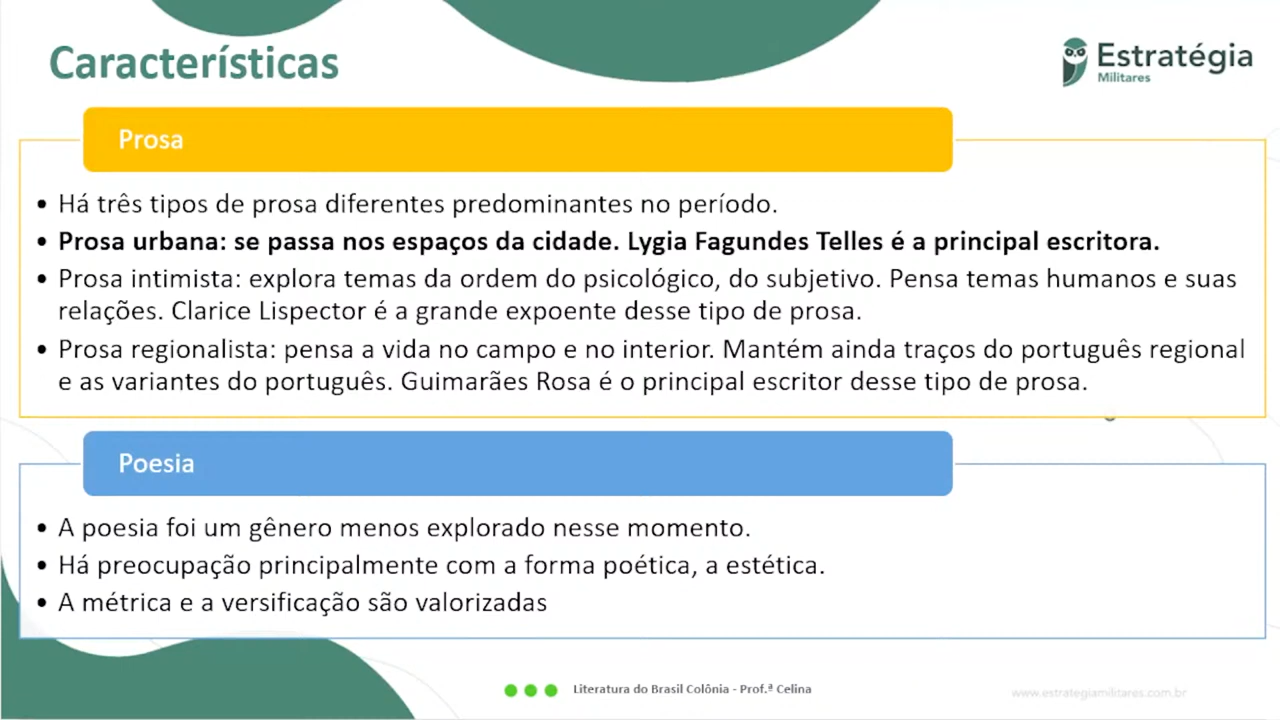 Características
Estratégia
Militares
Prosa
• Há três tipos de prosa diferentes predominantes no período.
• Prosa urbana: se passa nos espaços da cidade. Lygia Fagundes Telles é a principal escritora.
• Prosa intimista: explora temas da ordem do psicológico, do subjetivo. Pensa temas humanos e suas
relações. Clarice Lispector é a grande expoente desse tipo de prosa.
• Prosa regionalista: pensa a vida no campo e no interior. Mantém ainda traços do português regional
e as variantes do português. Guimarães Rosa é o principal escritor desse tipo de prosa.
Poesia
• A poesia foi um gênero menos explorado nesse momento.
• Há preocupação principalmente com a forma poética, a estética.
• A métrica e a versificação são valorizadas
Literatura do Brasil Colônia - Prof.ª Celina
www.estrategiamilitares.com.br